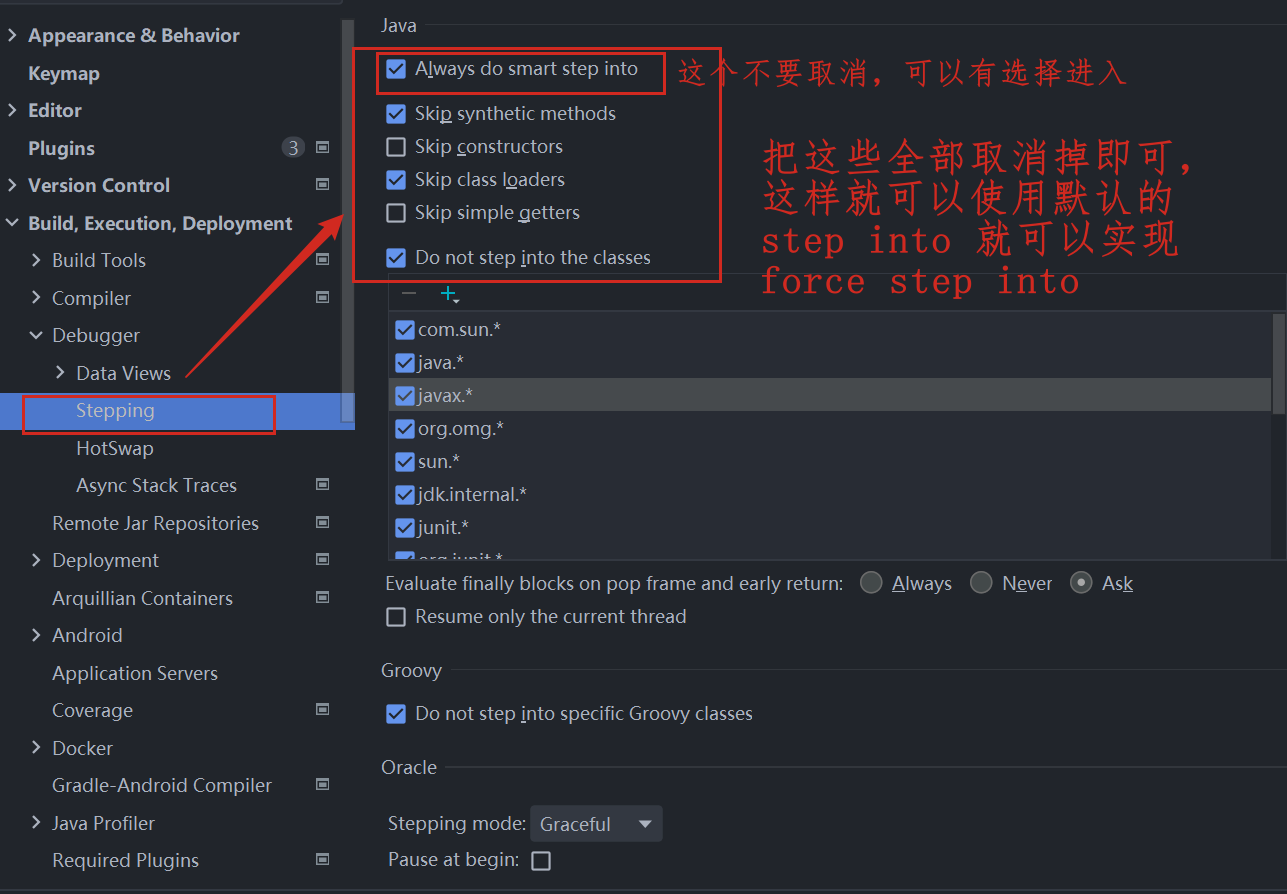 Appearance & Behavior
Keymap
Editor
Plugins 3
Version Control
Build, Execution, Deployment
Build Tools
Compiler
Debugger
Data Views
Stepping
HotSwap
Async Stack Traces
Remote Jar Repositories
Deployment
Arquillian Containers
Android
Application Servers
Coverage
Docker
Gradle-Android Compiler
Java Profiler
Required Plugins
Java
Always do smart step into
这个不要取消，可以有选择进入
Skip synthetic methods
Skip constructors
Skip class loaders
Skip simple getters
Do not step into the classes
把这些全部取消掉即可，
这样就可以使用默认的
step into 就可以实现
force step into
com.sun.*
java.*
javax.*
org.omg.*
sun.*
jdk.internal.*
junit.*
org.junit.*
Evaluate finally blocks on pop frame and early return: Always Never Ask
Resume only the current thread
Groovy
Do not step into specific Groovy classes
Oracle
Stepping mode: Graceful
Pause at begin: